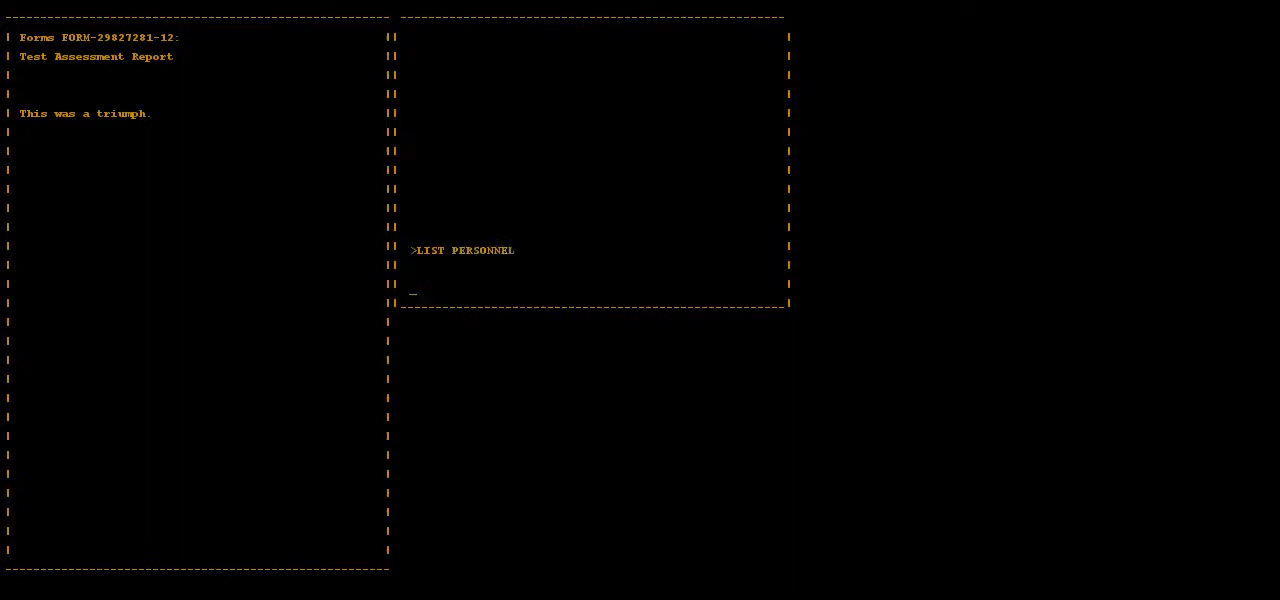 Forms FORM-29827281-12:
Test Assessment Report
This was a triumph.
>LIST PERSONNEL
_